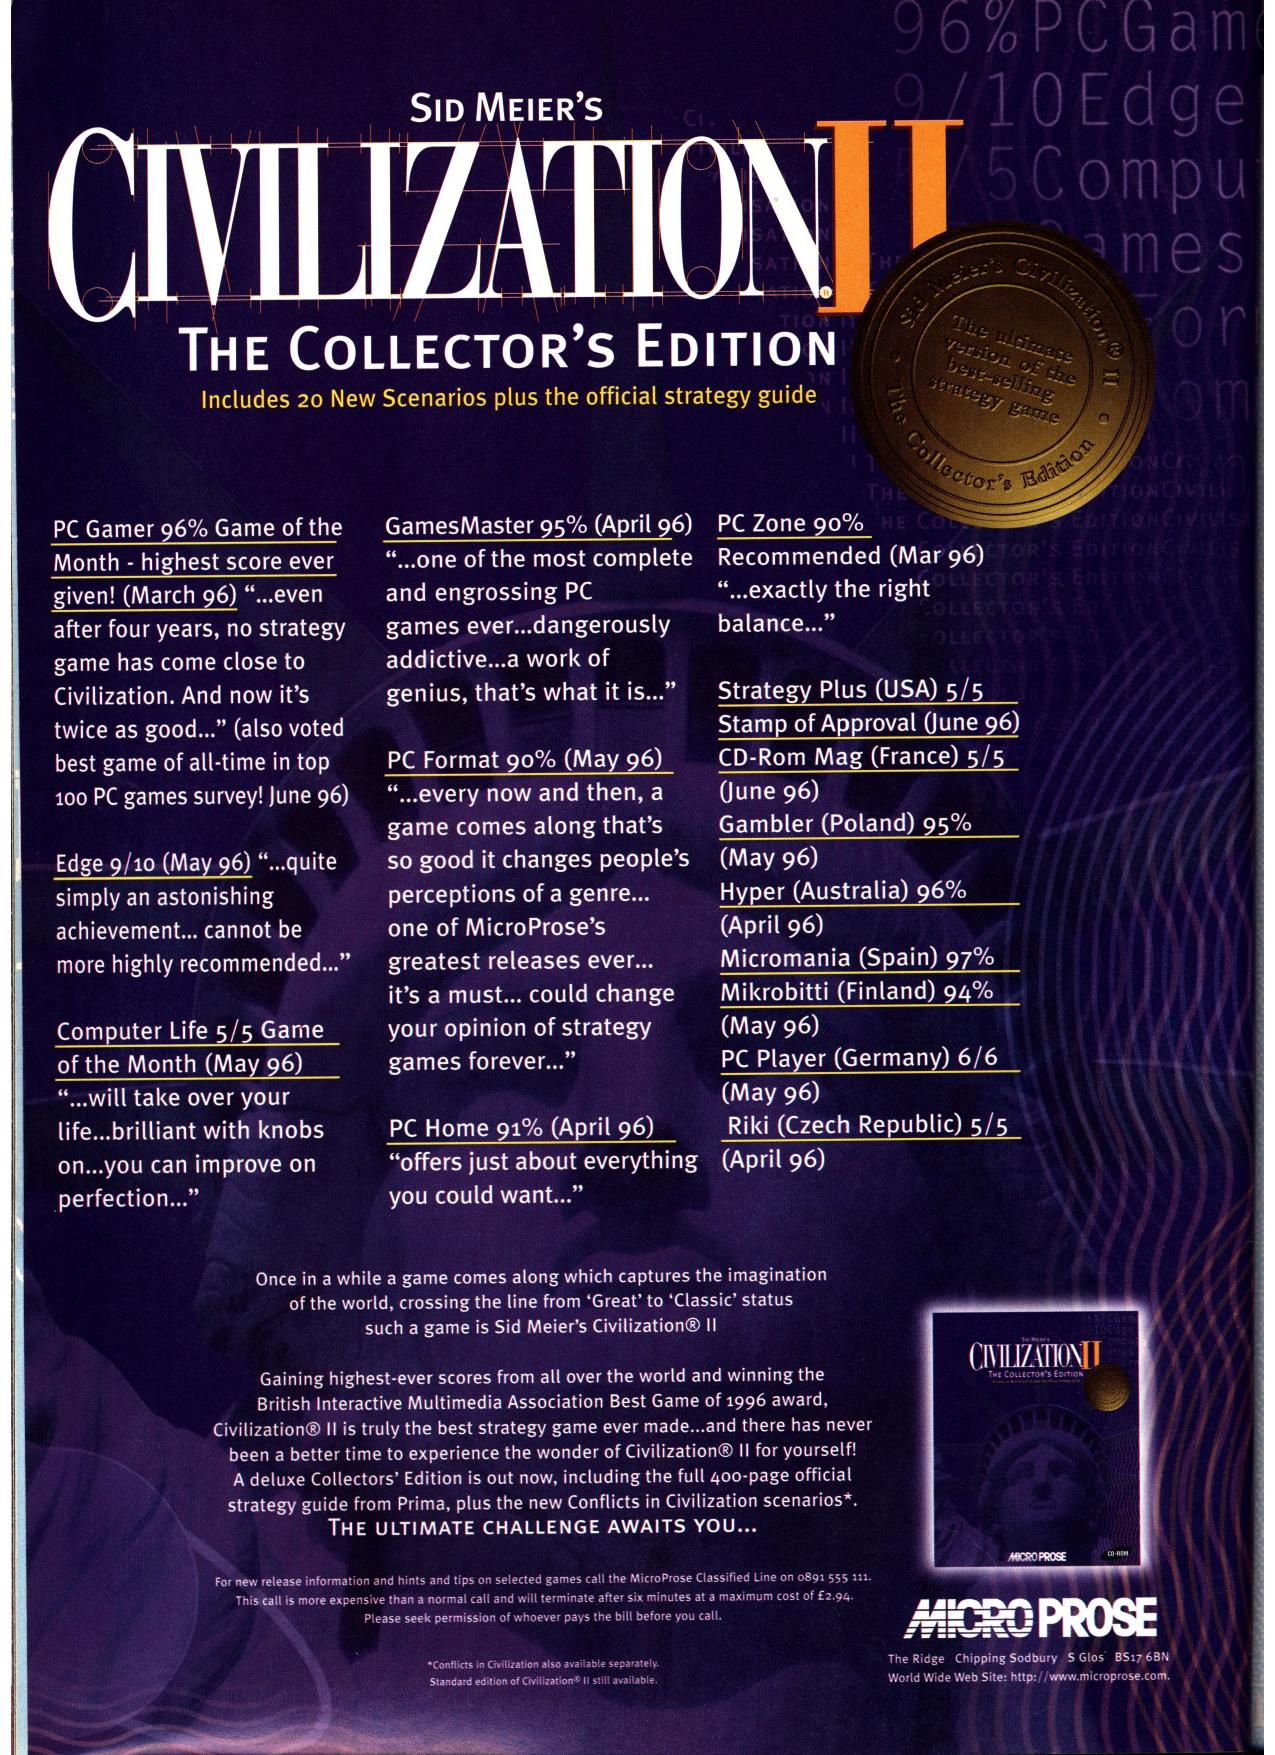 96%PCGam
9/10Edge
/5Compu
ames
SID MEIER'S
CIVILIZATION® II
THE COLLECTOR'S EDITION
Includes 20 New Scenarios plus the official strategy guide
Sid Meier's Civilization® II
The ultimate
version of the
best-selling
strategy game
The Collector's Edition
PC Gamer 96% Game of the
Month - highest score ever
given! (March 96) “...even
after four years, no strategy
game has come close to
Civilization. And now it's
twice as good...” (also voted
best game of all-time in top
100 PC games survey! June 96)
Edge 9/10 (May 96) “...quite
simply an astonishing
achievement... cannot be
more highly recommended...”
Computer Life 5/5 Game
of the Month (May 96)
“...will take over your
life...brilliant with knobs
on...you can improve on
perfection...”
GamesMaster 95% (April 96)
“...one of the most complete
and engrossing PC
games ever...dangerously
addictive...a work of
genius, that's what it is...”
PC Format 90% (May 96)
“...every now and then, a
game comes along that's
so good it changes people's
perceptions of a genre...
one of MicroProse's
greatest releases ever...
it's a must... could change
your opinion of strategy
games forever...”
PC Home 91% (April 96)
“offers just about everything
you could want...”
PC Zone 90%
Recommended (Mar 96)
“...exactly the right
balance...”
Strategy Plus (USA) 5/5
Stamp of Approval (June 96)
CD-Rom Mag (France) 5/5
(June 96)
Gambler (Poland) 95%
(May 96)
Hyper (Australia) 96%
(April 96)
Micromania (Spain) 97%
Mikrobitti (Finland) 94%
(May 96)
PC Player (Germany) 6/6
(May 96)
Riki (Czech Republic) 5/5
(April 96)
Once in a while a game comes along which captures the imagination
of the world, crossing the line from ‘Great’ to ‘Classic’ status
such a game is Sid Meier's Civilization® II
Gaining highest-ever scores from all over the world and winning the
British Interactive Multimedia Association Best Game of 1996 award,
Civilization® II is truly the best strategy game ever made...and there has never
been a better time to experience the wonder of Civilization® II for yourself!
A deluxe Collectors' Edition is out now, including the full 400-page official
strategy guide from Prima, plus the new Conflicts in Civilization scenarios*.
THE ULTIMATE CHALLENGE AWAITS YOU...
For new release information and hints and tips on selected games call the MicroProse Classified Line on 0891 555 111.
This call is more expensive than a normal call and will terminate after six minutes at a maximum cost of £2.94.
Please seek permission of whoever pays the bill before you call.
*Conflicts in Civilization also available separately.
Standard edition of Civilization® II still available.
SID MEIER'S
CIVILIZATION II
THE COLLECTOR'S EDITION
MICROPROSE
CD-ROM
MICROPROSE
The Ridge Chipping Sodbury S Glos BS17 6BN
World Wide Web Site: http://www.microprose.com.